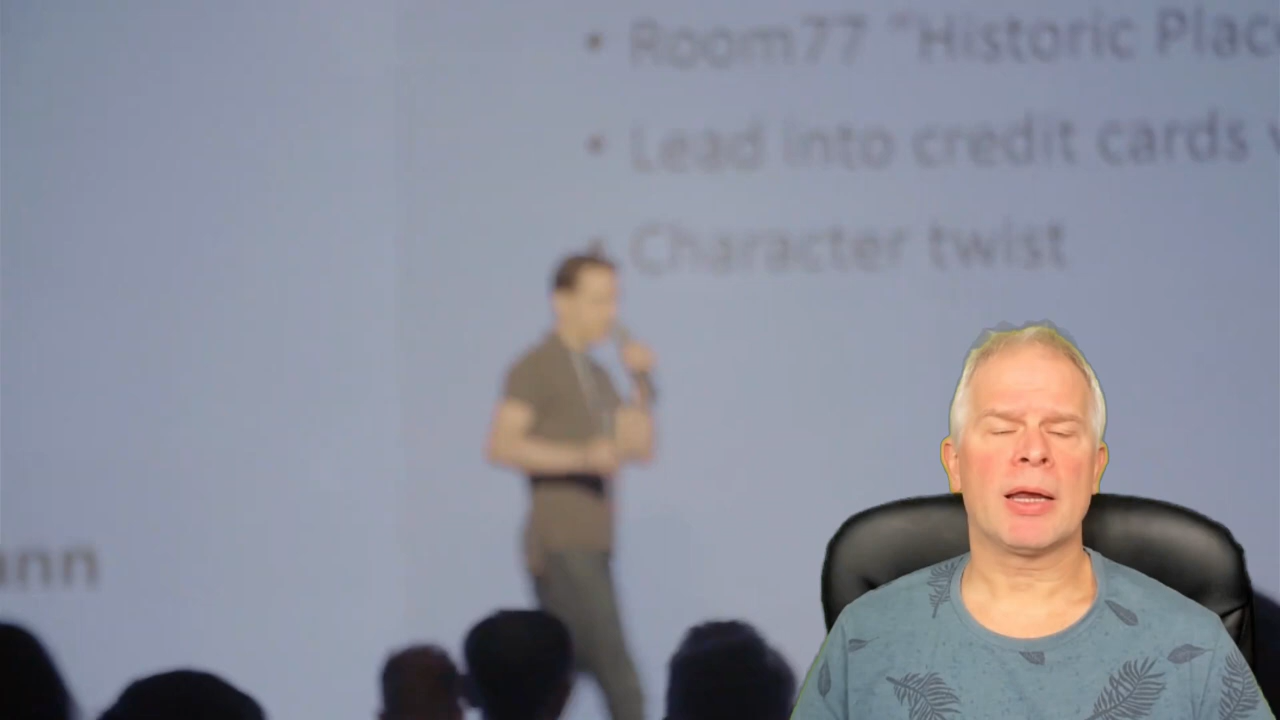 • Room77 "Historic Plac
• Lead into credit cards
• Character twist
ann